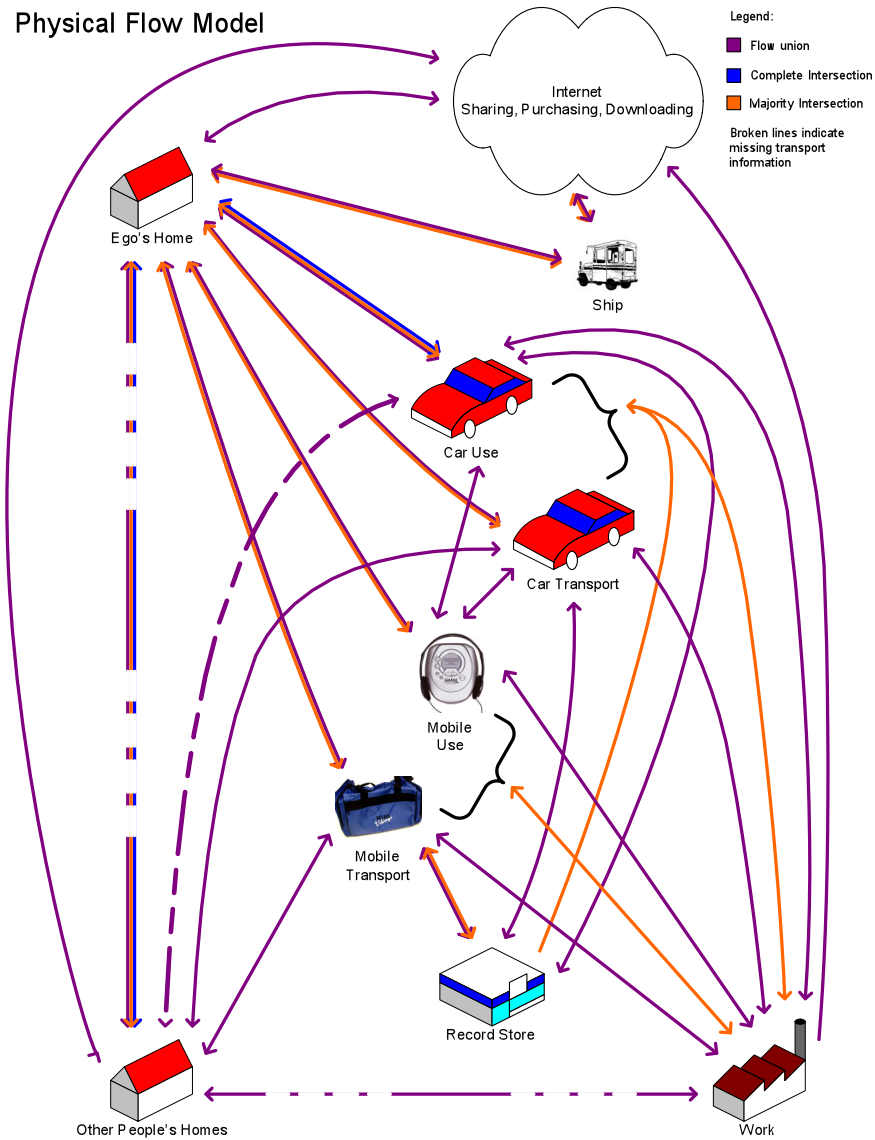 Physical Flow Model
Legend:
Flow union
Complete Intersection
Majority Intersection
Broken lines indicate
missing transport
information
Internet
Sharing, Purchasing, Downloading
Ego's Home
Ship
Car Use
Car Transport
Mobile
Use
Mobile
Transport
Record Store
Other People's Homes
Work